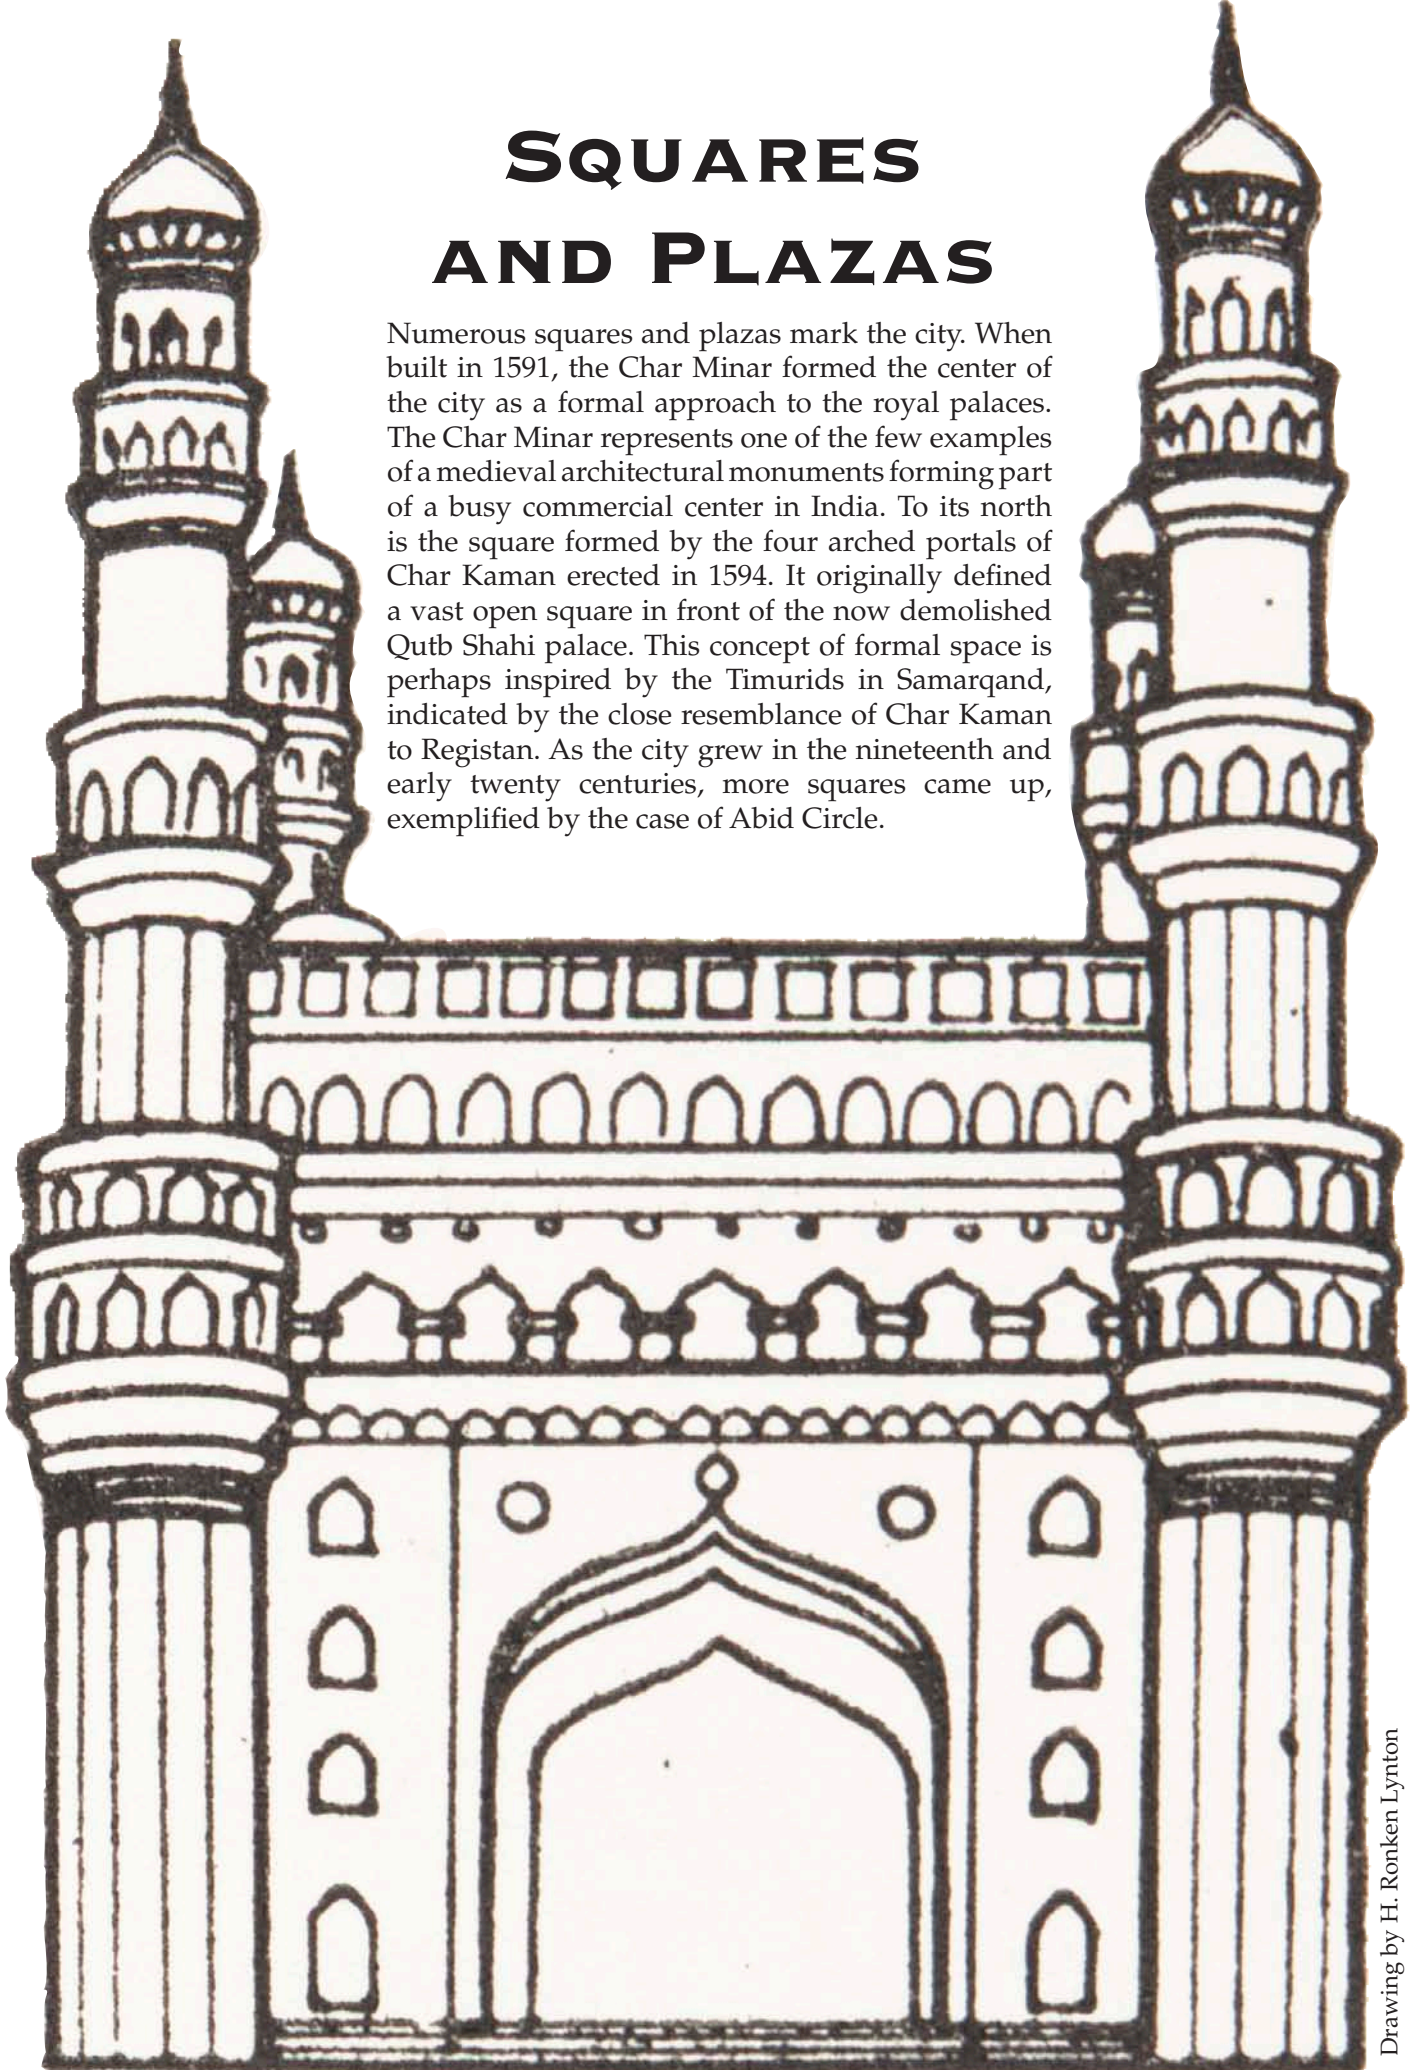 SQUARES
AND PLAZAS
Numerous squares and plazas mark the city. When
built in 1591, the Char Minar formed the center of
the city as a formal approach to the royal palaces.
The Char Minar represents one of the few examples
of a medieval architectural monuments forming part
of a busy commercial center in India. To its north
is the square formed by the four arched portals of
Char Kaman erected in 1594. It originally defined
a vast open square in front of the now demolished
Qutb Shahi palace. This concept of formal space is
perhaps inspired by the Timurids in Samarqand,
indicated by the close resemblance of Char Kaman
to Registan. As the city grew in the nineteenth and
early twenty centuries, more squares came up,
exemplified by the case of Abid Circle.
Drawing by H. Ronken Lynton